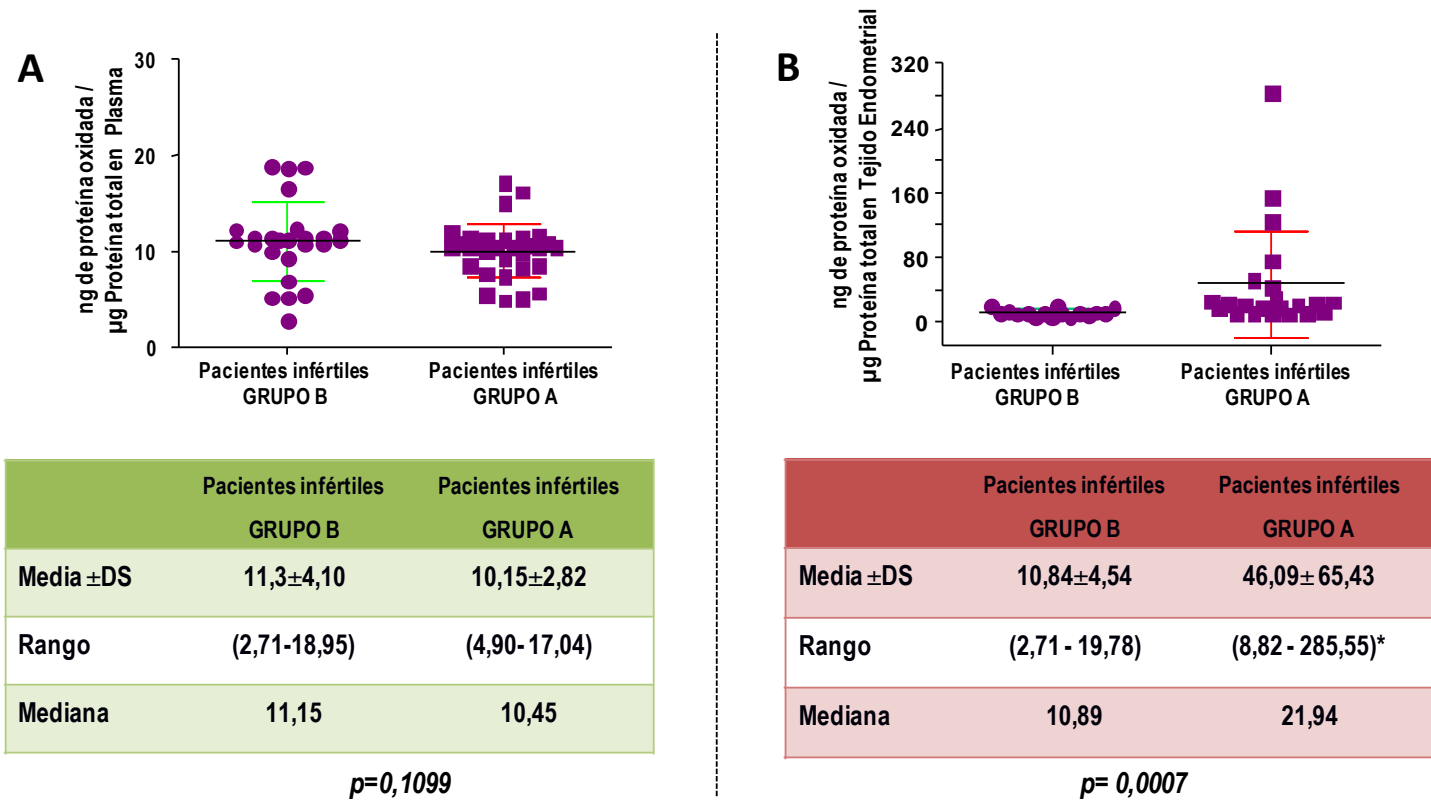 A
ng de proteína oxidada /
µg Proteína total en Plasma
30
20
10
0
Pacientes infértiles
GRUPO B
Pacientes infértiles
GRUPO A
Pacientes infértiles
GRUPO B
Pacientes infértiles
GRUPO A
Media ±DS
11,3±4,10
10,15±2,82
Rango
(2,71-18,95)
(4,90- 17,04)
Mediana
11,15
10,45
p=0,1099
B
ng de proteína oxidada /
µg Proteína total en Tejido Endometrial
320
240
160
80
0
Pacientes infértiles
GRUPO B
Pacientes infértiles
GRUPO A
Pacientes infértiles
GRUPO B
Pacientes infértiles
GRUPO A
Media ±DS
10,84±4,54
46,09± 65,43
Rango
(2,71 - 19,78)
(8,82 - 285,55)*
Mediana
10,89
21,94
p= 0,0007